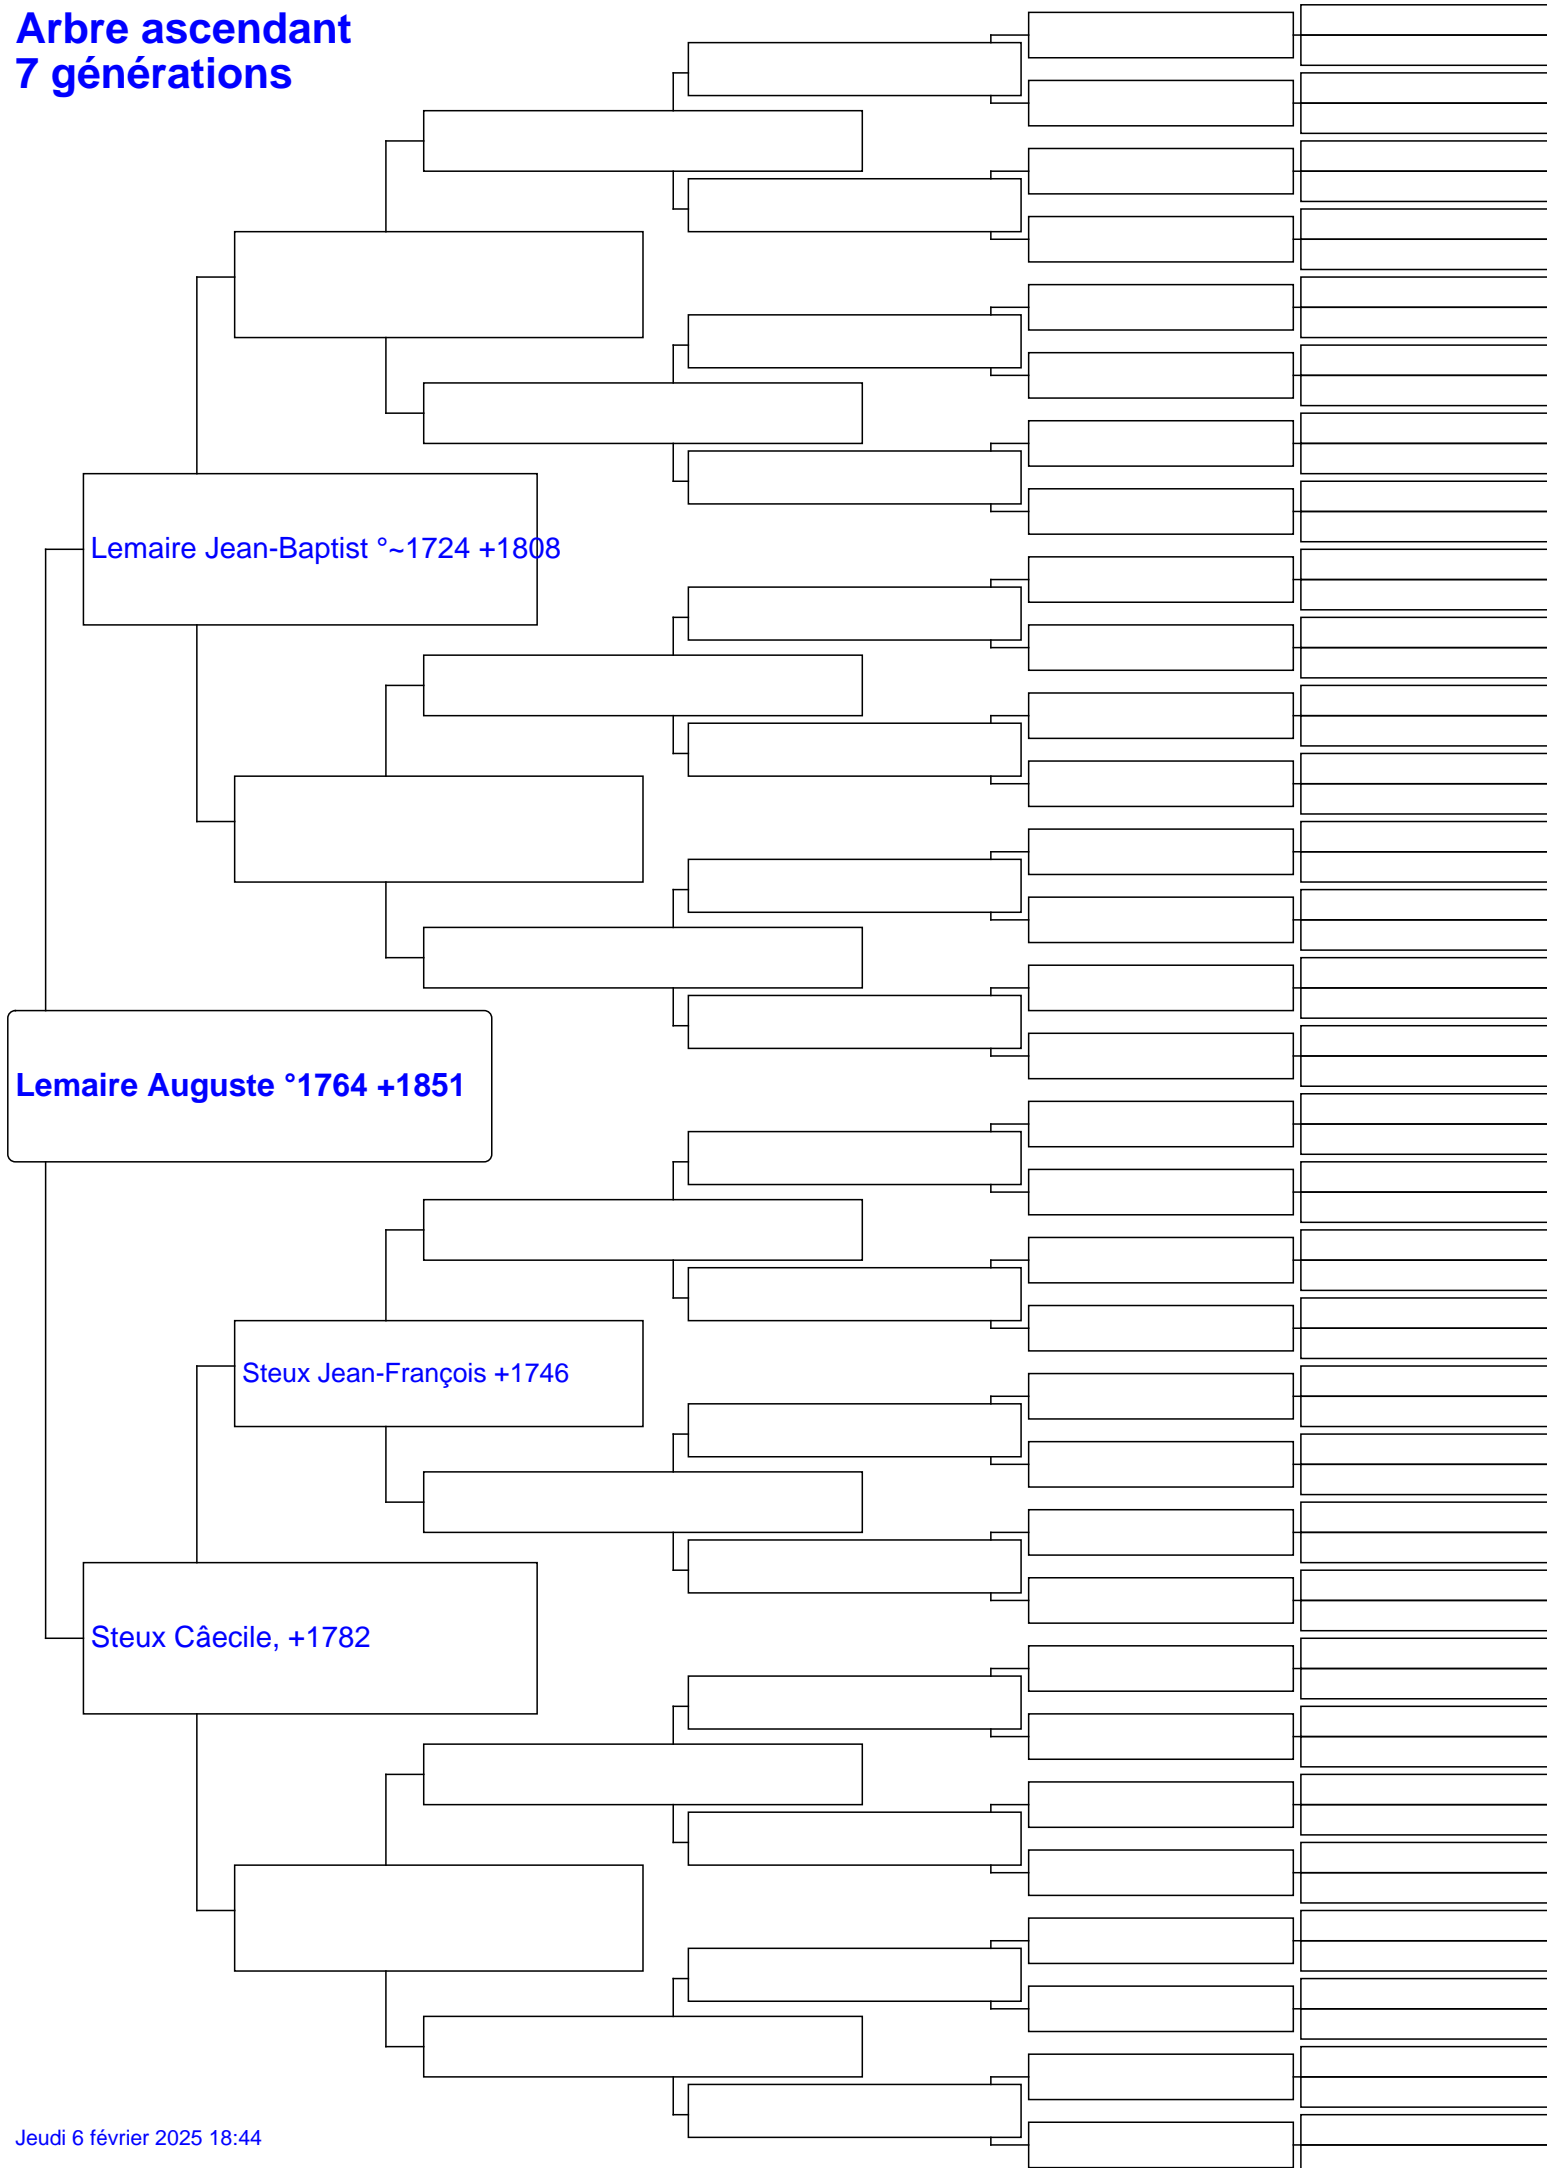 Arbre ascendant
7 générations
Lemaire Jean-Baptist °~1724 +1808
Lemaire Auguste °1764 +1851
Steux Jean-François +1746
Steux Câecile, +1782
Jeudi 6 février 2025 18:44